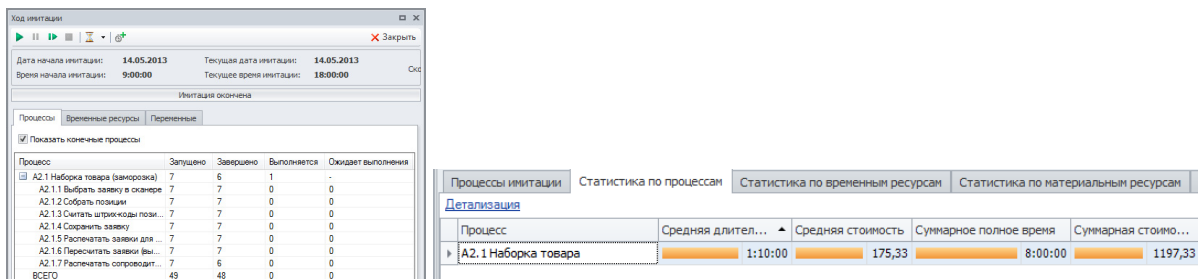 Ход имитации
Закрыть
Дата начала имитации: 14.05.2013 Текущая дата имитации: 14.05.2013
Время начала имитации: 9:00:00 Текущее время имитации: 18:00:00
Ско
Имитация окончена
Процессы Временные ресурсы Переменные
Показать конечные процессы
Процесс Запущено Завершено Выполняется Ожидает выполнения
A2.1 Наборка товара (заморозка) 7 6 1 -
A2.1.1 Выбрать заявку в сканере 7 7 0 0
A2.1.2 Собрать позиции 7 7 0 0
A2.1.3 Считать штрих-коды пози... 7 7 0 0
A2.1.4 Сохранить заявку 7 7 0 0
A2.1.5 Распечатать заявки для ... 7 7 0 0
A2.1.6 Пересчитать заявки (вы... 7 7 0 0
A2.1.7 Распечатать сопроводит... 7 6 0 0
ВСЕГО 49 48 0 0
Процессы имитации Статистика по процессам Статистика по временным ресурсам Статистика по материальным ресурсам
Детализация
Процесс Средняя длител... Средняя стоимость Суммарное полное время Суммарная стоимо...
A2.1 Наборка товара 1:10:00 175,33 8:00:00 1197,33